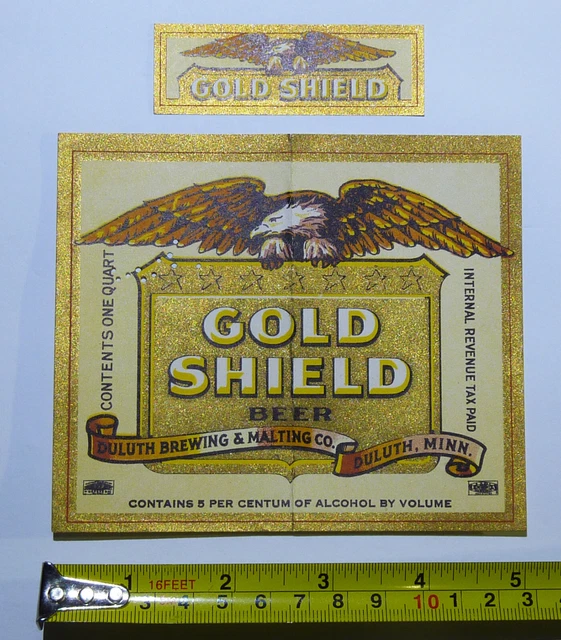 GOLD SHIELD
CONTENTS ONE QUART
INTERNAL REVENUE TAX PAID
GOLD
SHIELD
BEER
DULUTH BREWING & MALTING CO.
DULUTH, MINN.
CONTAINS 5 PER CENTUM OF ALCOHOL BY VOLUME
1 16FEET 2 3 4 5
3 4 5 6 7 8 9 10 1 2 3